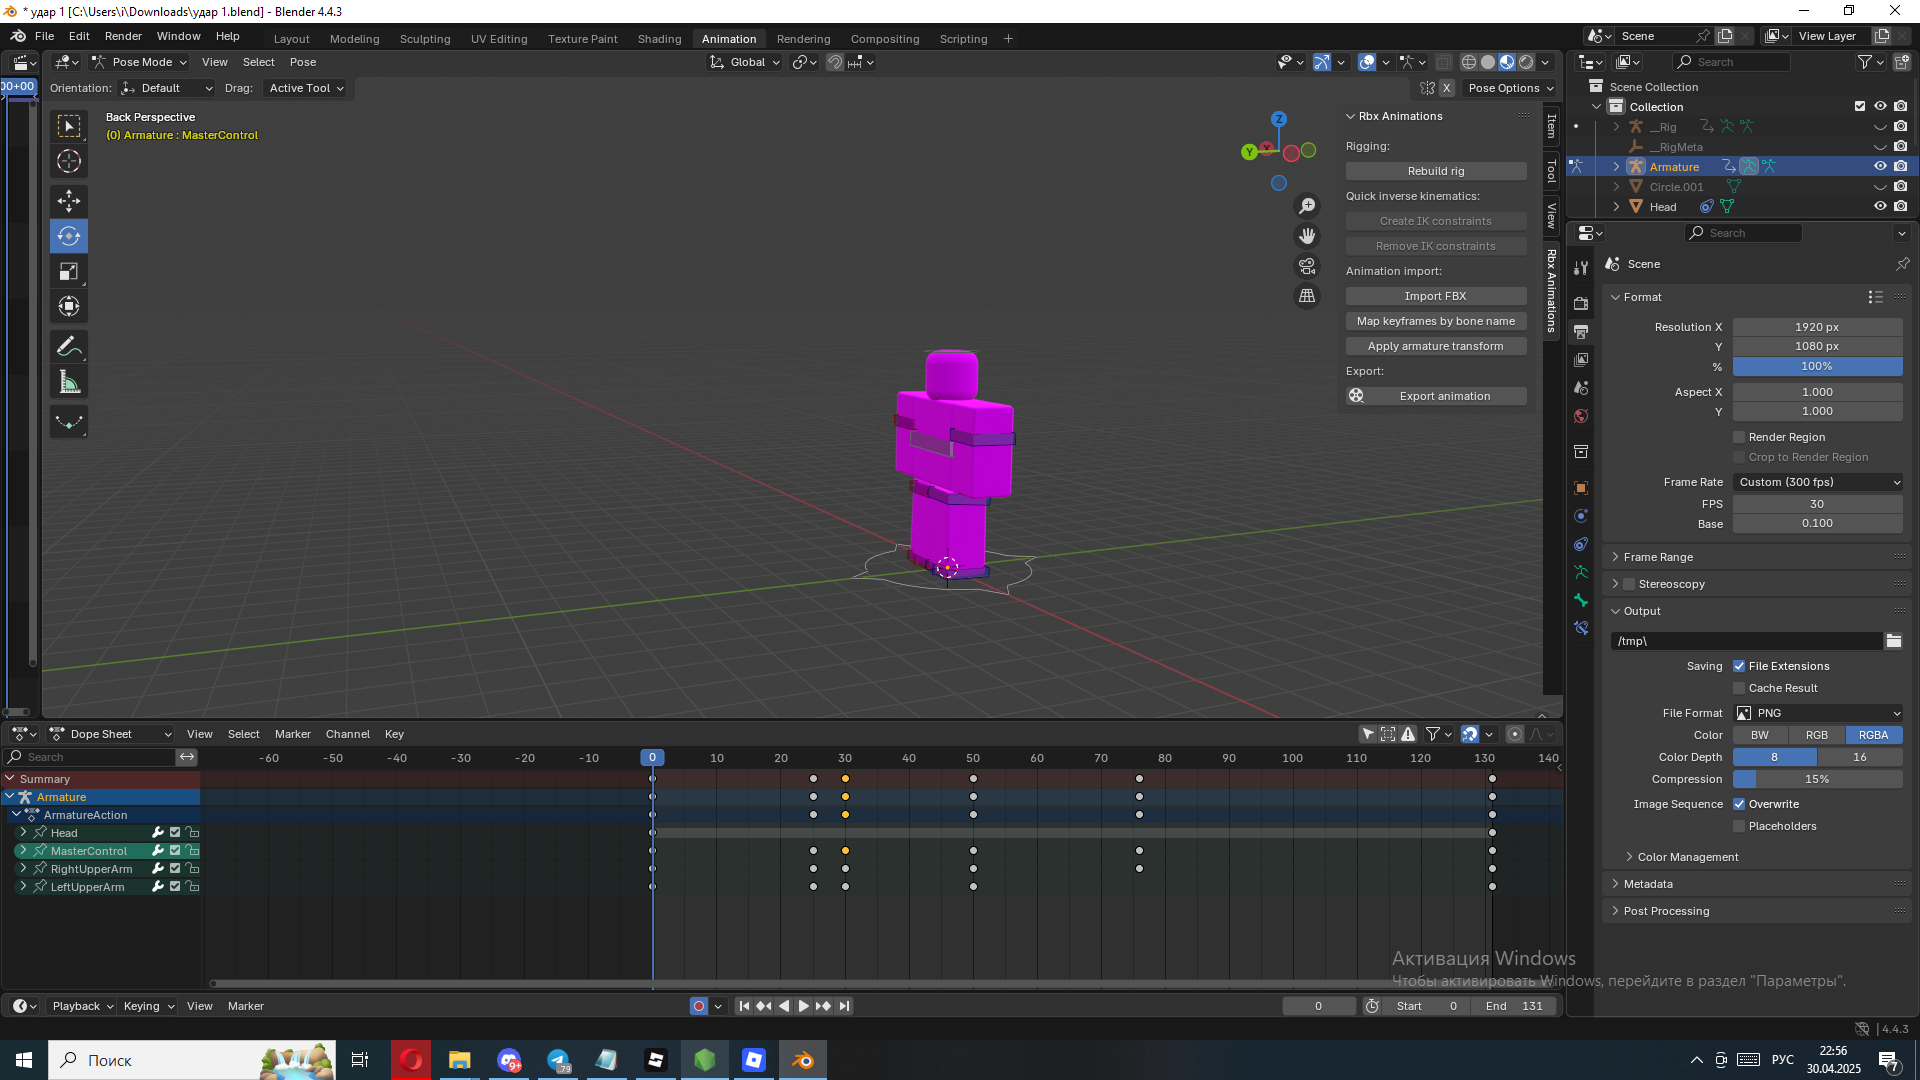 * удар 1 [C:\Users\i\Downloads\удар 1.blend] - Blender 4.4.3
File Edit Render Window Help Layout Modeling Sculpting UV Editing Texture Paint Shading Animation Rendering Compositing Scripting + Scene View Layer
Pose Mode View Select Pose Global Search
00+00 Orientation: Default Drag: Active Tool X Pose Options
Scene Collection
Collection
__Rig
__RigMeta
Armature
Circle.001
Head
Back Perspective
(0) Armature : MasterControl
Z
Y
X
Rbx Animations
Rigging:
Rebuild rig
Quick inverse kinematics:
Create IK constraints
Remove IK constraints
Animation import:
Import FBX
Map keyframes by bone name
Apply armature transform
Export:
Export animation
Item
Tool
View
Rbx Animations
Search
Scene
Format
Resolution X 1920 px
Y 1080 px
% 100%
Aspect X 1.000
Y 1.000
Render Region
Crop to Render Region
Frame Rate Custom (300 fps)
FPS 30
Base 0.100
Frame Range
Stereoscopy
Output
/tmp\
Saving File Extensions
Cache Result
File Format PNG
Color BW RGB RGBA
Color Depth 8 16
Compression 15%
Image Sequence Overwrite
Placeholders
Color Management
Metadata
Post Processing
Dope Sheet View Select Marker Channel Key
Search -60 -50 -40 -30 -20 -10 0 10 20 30 40 50 60 70 80 90 100 110 120 130 140
Summary
Armature
ArmatureAction
Head
MasterControl
RightUpperArm
LeftUpperArm
Активация Windows
Чтобы активировать Windows, перейдите в раздел "Параметры".
Playback Keying View Marker 0 Start 0 End 131
4.4.3
Поиск 9+ 79 РУС 22:56
30.04.2025 7